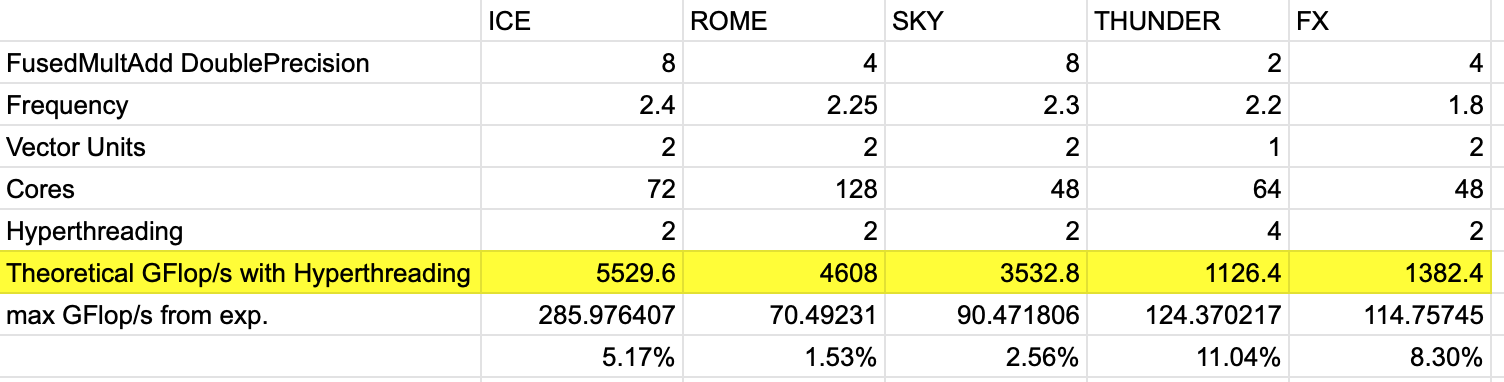 ICE ROME SKY THUNDER FX
FusedMultAdd DoublePrecision 8 4 8 2 4
Frequency 2.4 2.25 2.3 2.2 1.8
Vector Units 2 2 2 1 2
Cores 72 128 48 64 48
Hyperthreading 2 2 2 4 2
Theoretical GFlop/s with Hyperthreading 5529.6 4608 3532.8 1126.4 1382.4
max GFlop/s from exp. 285.976407 70.49231 90.471806 124.370217 114.75745
5.17% 1.53% 2.56% 11.04% 8.30%